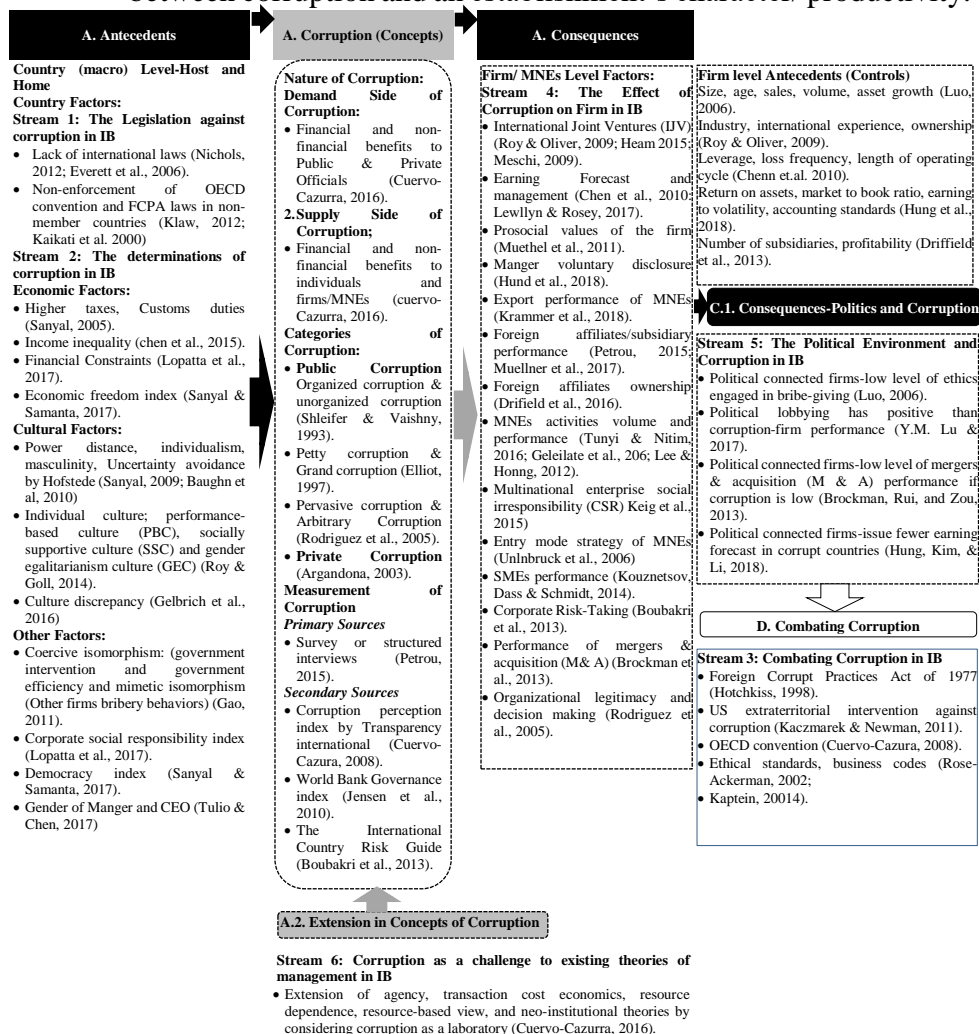 between corruption and an establishment's character/productivity.
A. Antecedents
Country (macro) Level-Host and
Home
Country Factors:
Stream 1: The Legislation against
corruption in IB
• Lack of international laws (Nichols,
2012; Everett et al., 2006).
• Non-enforcement of OECD
convention and FCPA laws in non-
member countries (Klaw, 2012;
Kaikati et al. 2000)
Stream 2: The determinations of
corruption in IB
Economic Factors:
• Higher taxes, Customs duties
(Sanyal, 2005).
• Income inequality (chen et al., 2015).
• Financial Constraints (Lopatta et al.,
2017).
• Economic freedom index (Sanyal &
Samanta, 2017).
Cultural Factors:
• Power distance, individualism,
masculinity, Uncertainty avoidance
by Hofstede (Sanyal, 2009; Baughn et
al, 2010)
• Individual culture; performance-
based culture (PBC), socially
supportive culture (SSC) and gender
egalitarianism culture (GEC) (Roy &
Goll, 2014).
• Culture discrepancy (Gelbrich et al.,
2016)
Other Factors:
• Coercive isomorphism: (government
intervention and government
efficiency and mimetic isomorphism
(Other firms bribery behaviors) (Gao,
2011).
• Corporate social responsibility index
(Lopatta et al., 2017).
• Democracy index (Sanyal &
Samanta, 2017).
• Gender of Manger and CEO (Tulio &
Chen, 2017)
A. Corruption (Concepts)
Nature of Corruption:
Demand Side of
Corruption:
• Financial and non-
financial benefits to
Public & Private
Officials (Cuervo-
Cazurra, 2016).
2.Supply Side of
Corruption;
• Financial and non-
financial benefits to
individuals and
firms/MNEs (cuervo-
Cazurra, 2016).
Categories of
Corruption:
• Public Corruption
Organized corruption &
unorganized corruption
(Shleifer & Vaishny,
1993).
• Petty corruption &
Grand corruption (Elliot,
1997).
• Pervasive corruption &
Arbitrary Corruption
(Rodriguez et al., 2005).
• Private Corruption
(Argandona, 2003).
Measurement of
Corruption
Primary Sources
• Survey or structured
interviews (Petrou,
2015).
Secondary Sources
• Corruption perception
index by Transparency
international (Cuervo-
Cazura, 2008).
• World Bank Governance
index (Jensen et al.,
2010).
• The International
Country Risk Guide
(Boubakri et al., 2013).
A.2. Extension in Concepts of Corruption
Stream 6: Corruption as a challenge to existing theories of
management in IB
• Extension of agency, transaction cost economics, resource
dependence, resource-based view, and neo-institutional theories by
considering corruption as a laboratory (Cuervo-Cazurra, 2016).
A. Consequences
Firm/ MNEs Level Factors:
Stream 4: The Effect of
Corruption on Firm in IB
• International Joint Ventures (IJV)
(Roy & Oliver, 2009; Heam 2015;
Meschi, 2009).
• Earning Forecast and
management (Chen et al., 2010;
Lewllyn & Rosey, 2017).
• Prosocial values of the firm
(Muethel et al., 2011).
• Manger voluntary disclosure
(Hund et al., 2018).
• Export performance of MNEs
(Krammer et al., 2018).
• Foreign affiliates/subsidiary
performance (Petrou, 2015;
Muellner et al., 2017).
• Foreign affiliates ownership
(Drifield et al., 2016).
• MNEs activities volume and
performance (Tunyi & Nitim,
2016; Geleilate et al., 206; Lee &
Honng, 2012).
• Multinational enterprise social
irresponsibility (CSR) Keig et al.,
2015)
• Entry mode strategy of MNEs
(Unlnbruck et al., 2006)
• SMEs performance (Kouznetsov,
Dass & Schmidt, 2014).
• Corporate Risk-Taking (Boubakri
et al., 2013).
• Performance of mergers &
acquisition (M& A) (Brockman et
al., 2013).
• Organizational legitimacy and
decision making (Rodriguez et
al., 2005).
Firm level Antecedents (Controls)
Size, age, sales, volume, asset growth (Luo,
2006).
Industry, international experience, ownership
(Roy & Oliver, 2009).
Leverage, loss frequency, length of operating
cycle (Chenn et.al. 2010).
Return on assets, market to book ratio, earning
to volatility, accounting standards (Hung et al.,
2018).
Number of subsidiaries, profitability (Driffield
et al., 2013).
C.1. Consequences-Politics and Corruption
Stream 5: The Political Environment and
Corruption in IB
• Political connected firms-low level of ethics
engaged in bribe-giving (Luo, 2006).
• Political lobbying has positive than
corruption-firm performance (Y.M. Lu &
2017).
• Political connected firms-low level of mergers
& acquisition (M & A) performance if
corruption is low (Brockman, Rui, and Zou,
2013).
• Political connected firms-issue fewer earning
forecast in corrupt countries (Hung, Kim, &
Li, 2018).
D. Combating Corruption
Stream 3: Combating Corruption in IB
• Foreign Corrupt Practices Act of 1977
(Hotchkiss, 1998).
• US extraterritorial intervention against
corruption (Kaczmarek & Newman, 2011).
• OECD convention (Cuervo-Cazura, 2008).
• Ethical standards, business codes (Rose-
Ackerman, 2002;
• Kaptein, 20014).